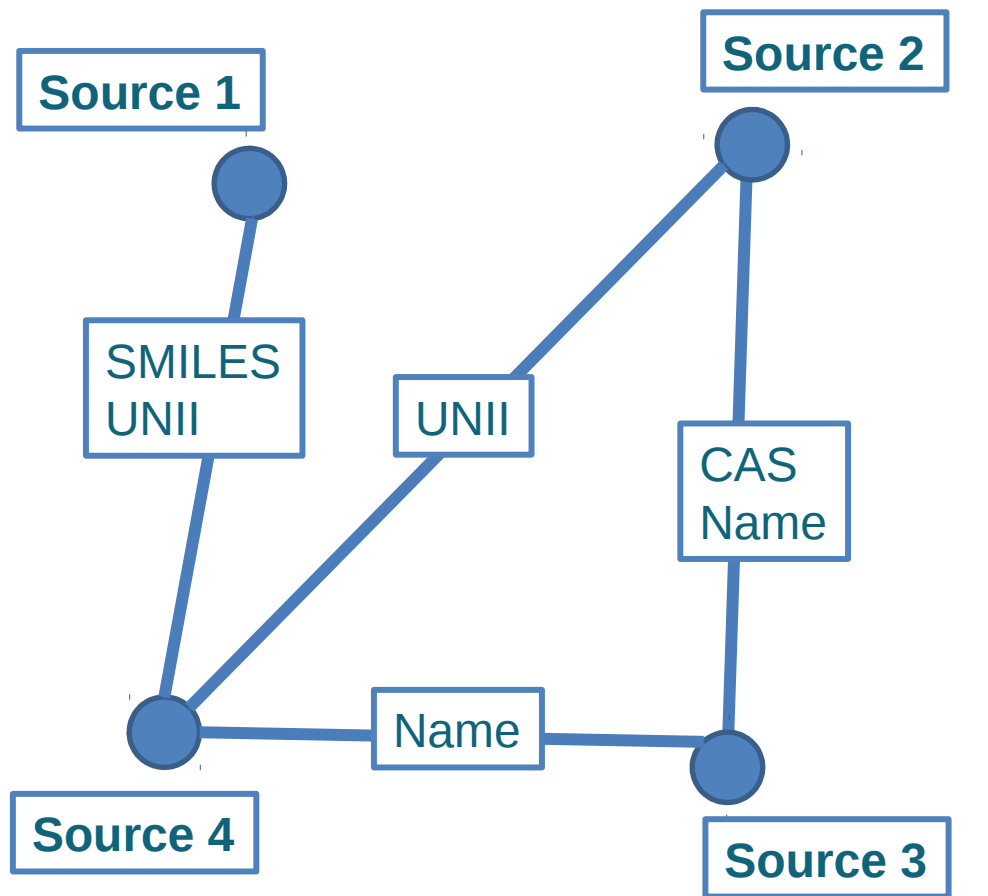 Source 1
Source 2
SMILES
UNII
UNII
CAS
Name
Name
Source 4
Source 3